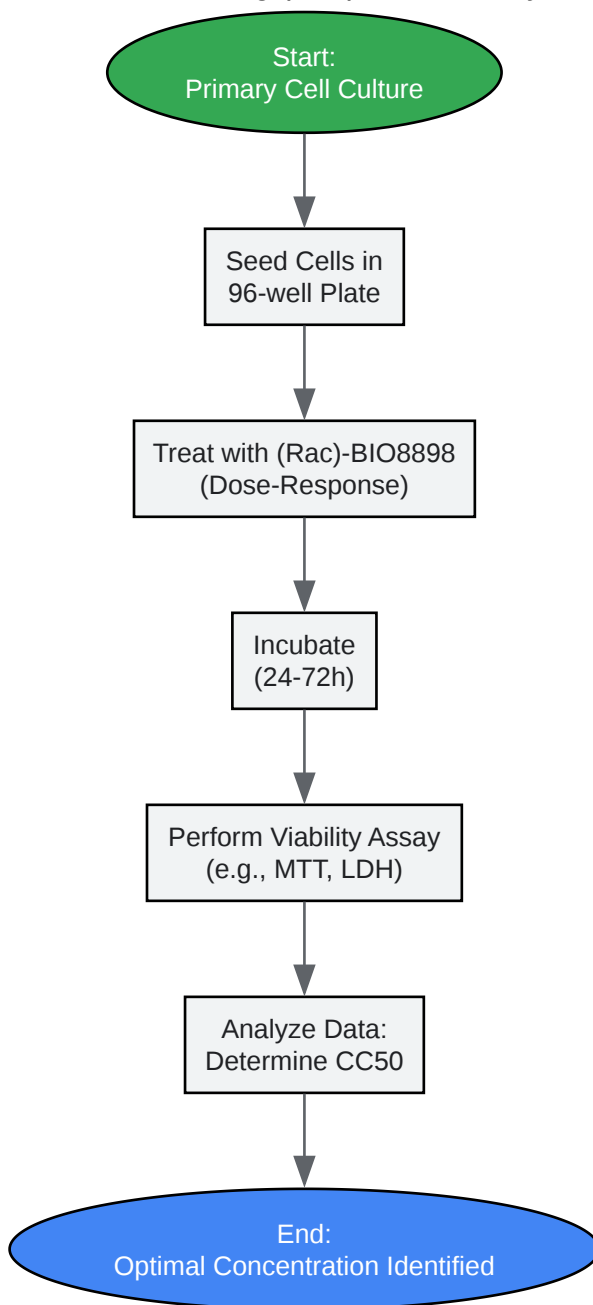 Start:
Primary Cell Culture
Seed Cells in
96-well Plate
Treat with (Rac)-BIO8898
(Dose-Response)
Incubate
(24-72h)
Perform Viability Assay
(e.g., MTT, LDH)
Analyze Data:
Determine CC50
End:
Optimal Concentration Identified